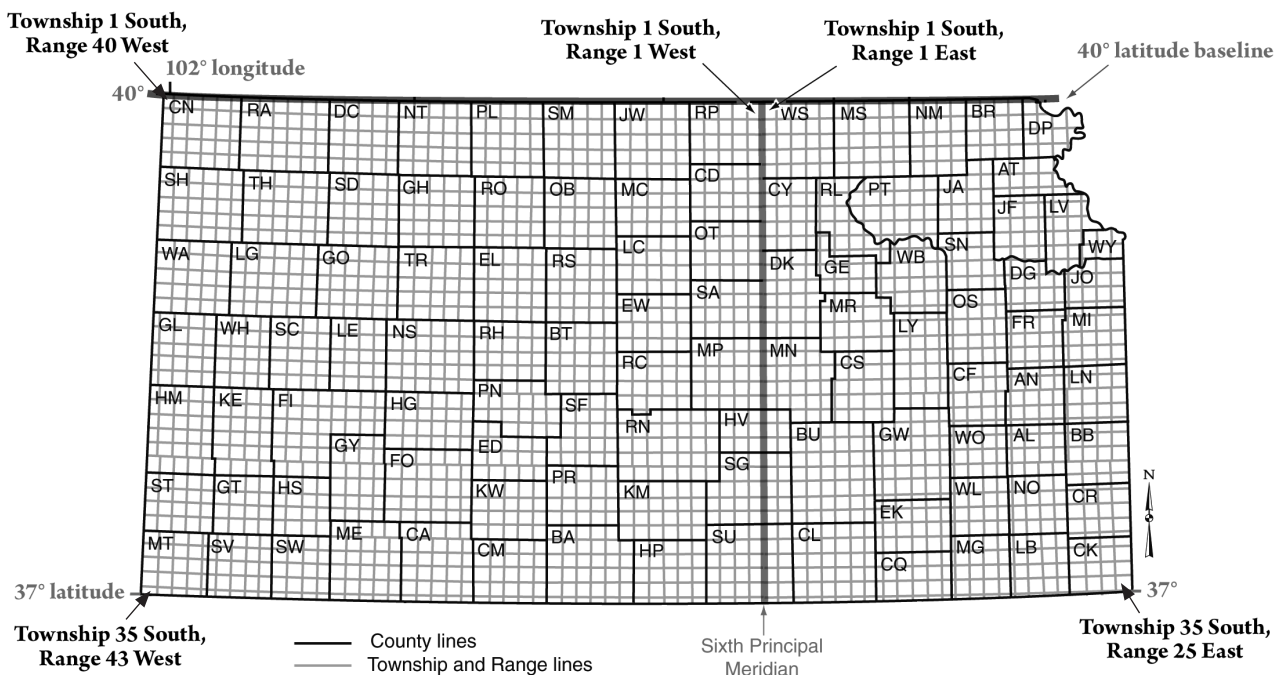 Township 1 South,
Range 40 West
Township 1 South,
Range 1 West
Township 1 South,
Range 1 East
40° latitude baseline
102° longitude
40°
CN RA DC NT PL SM JW RP WS MS NM BR
DP
AT
SH TH SD GH RO OB MC CD CY RL PT JA
JF LV
OT
WA LG GO TR EL RS LC DK GE WB SN WY
DG JO
SA
EW MR OS
GL WH SC LE NS RH BT LY FR MI
RC MP MN CS
CF AN LN
HM KE FI HG PN SF
RN HV BU GW WO AL BB
GY FO ED
SG
ST GT HS KW PR KM WL NO CR
EK
MT SV SW ME CA CM BA HP SU CL
CQ MG LB CK
N
37° latitude
37°
Township 35 South,
Range 43 West
County lines
Township and Range lines
Sixth Principal
Meridian
Township 35 South,
Range 25 East